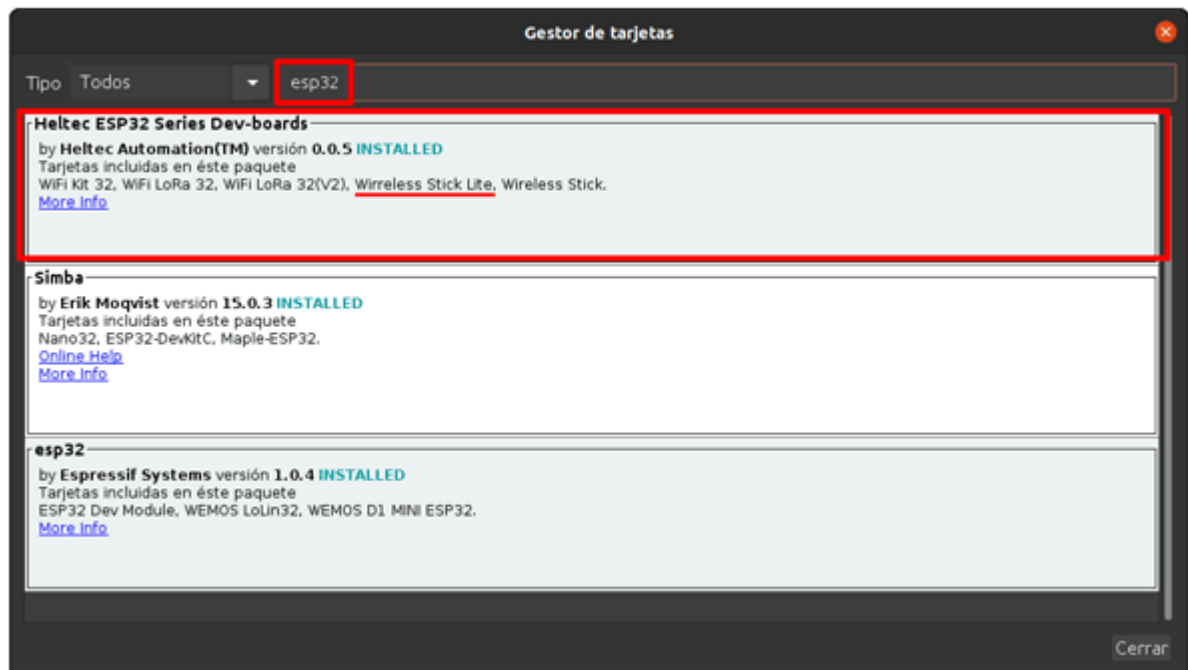 Gestor de tarjetas
Tipo Todos esp32
Heltec ESP32 Series Dev-boards
by Heltec Automation(TM) versión 0.0.5 INSTALLED
Tarjetas incluidas en éste paquete
WiFi Kit 32, WiFi LoRa 32, WiFi LoRa 32(V2), Wirreless Stick Lite, Wireless Stick.
More Info
Simba
by Erik Moqvist versión 15.0.3 INSTALLED
Tarjetas incluidas en éste paquete
Nano32, ESP32-DevKitC, Maple-ESP32.
Online Help
More Info
esp32
by Espressif Systems versión 1.0.4 INSTALLED
Tarjetas incluidas en éste paquete
ESP32 Dev Module, WEMOS LoLin32, WEMOS D1 MINI ESP32.
More Info
Cerrar